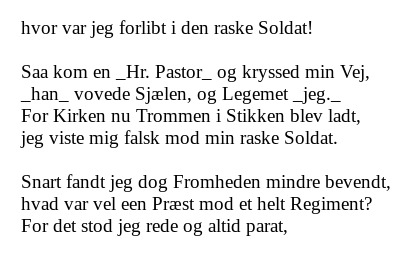 hvor var jeg forlibt i den raske Soldat!
Saa kom en _Hr. Pastor_ og kryssed min Vej,
_han_ vovede Sjælen, og Legemet _jeg._
For Kirken nu Trommen i Stikken blev ladt,
jeg viste mig falsk mod min raske Soldat.
Snart fandt jeg dog Fromheden mindre bevendt,
hvad var vel een Præst mod et helt Regiment?
For det stod jeg rede og altid parat,